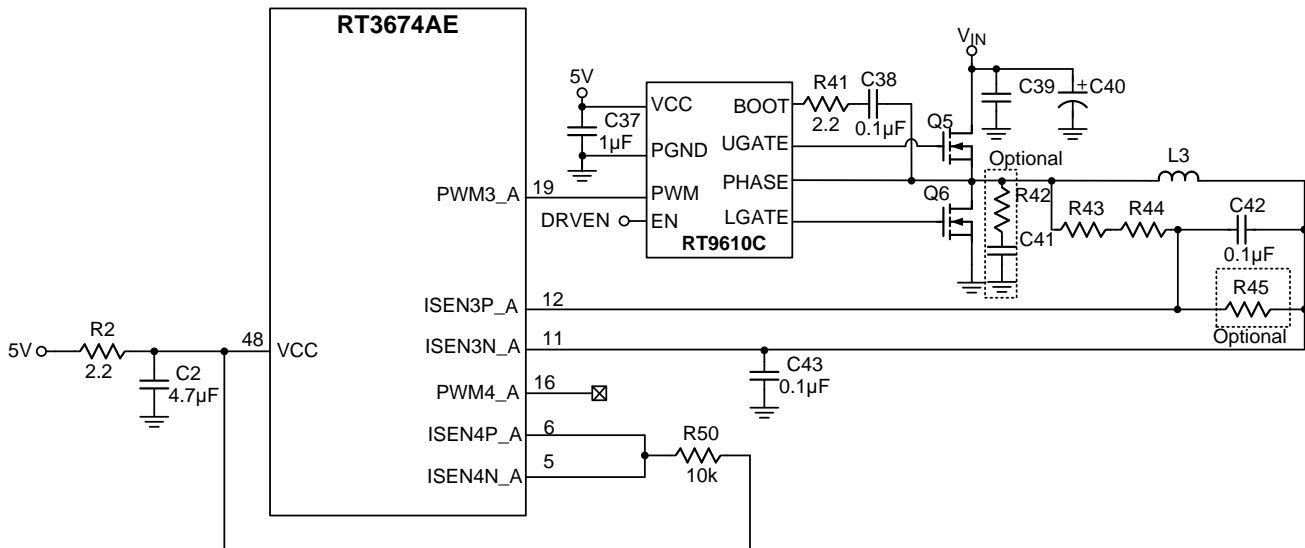 RT3674AE
VIN
5V
VCC
BOOT
R41
2.2
C38
0.1µF
C39
+
C40
C37
1µF
PGND
UGATE
Q5
Optional
L3
PWM3_A
19
PWM
PHASE
Q6
R42
DRVEN
EN
LGATE
RT9610C
R43
R44
C42
0.1µF
C41
ISEN3P_A
12
R45
Optional
5V
R2
2.2
48
VCC
ISEN3N_A
11
C2
4.7µF
C43
0.1µF
PWM4_A
16
ISEN4P_A
6
R50
10k
ISEN4N_A
5